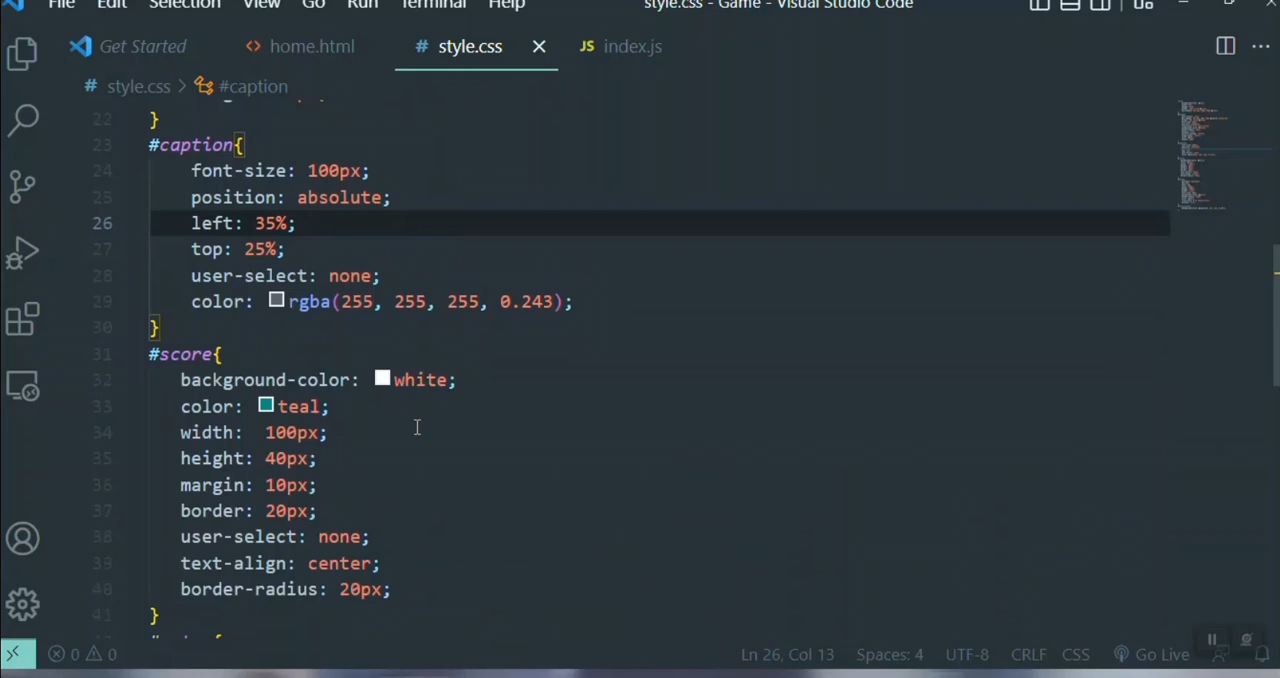 File Edit Selection View Go Run Terminal Help style.css - Game - Visual Studio Code
Get Started <> home.html # style.css × JS index.js ···
# style.css > #caption
22 }
23 #caption{
24 font-size: 100px;
25 position: absolute;
26 left: 35%;
27 top: 25%;
28 user-select: none;
29 color: rgba(255, 255, 255, 0.243);
30 }
31 #score{
32 background-color: white;
33 color: teal;
34 width:  100px;
35 height: 40px;
36 margin: 10px;
37 border: 20px;
38 user-select: none;
39 text-align: center;
40 border-radius: 20px;
41 }
0 0 Ln 26, Col 13 Spaces: 4 UTF-8 CRLF CSS Go Live